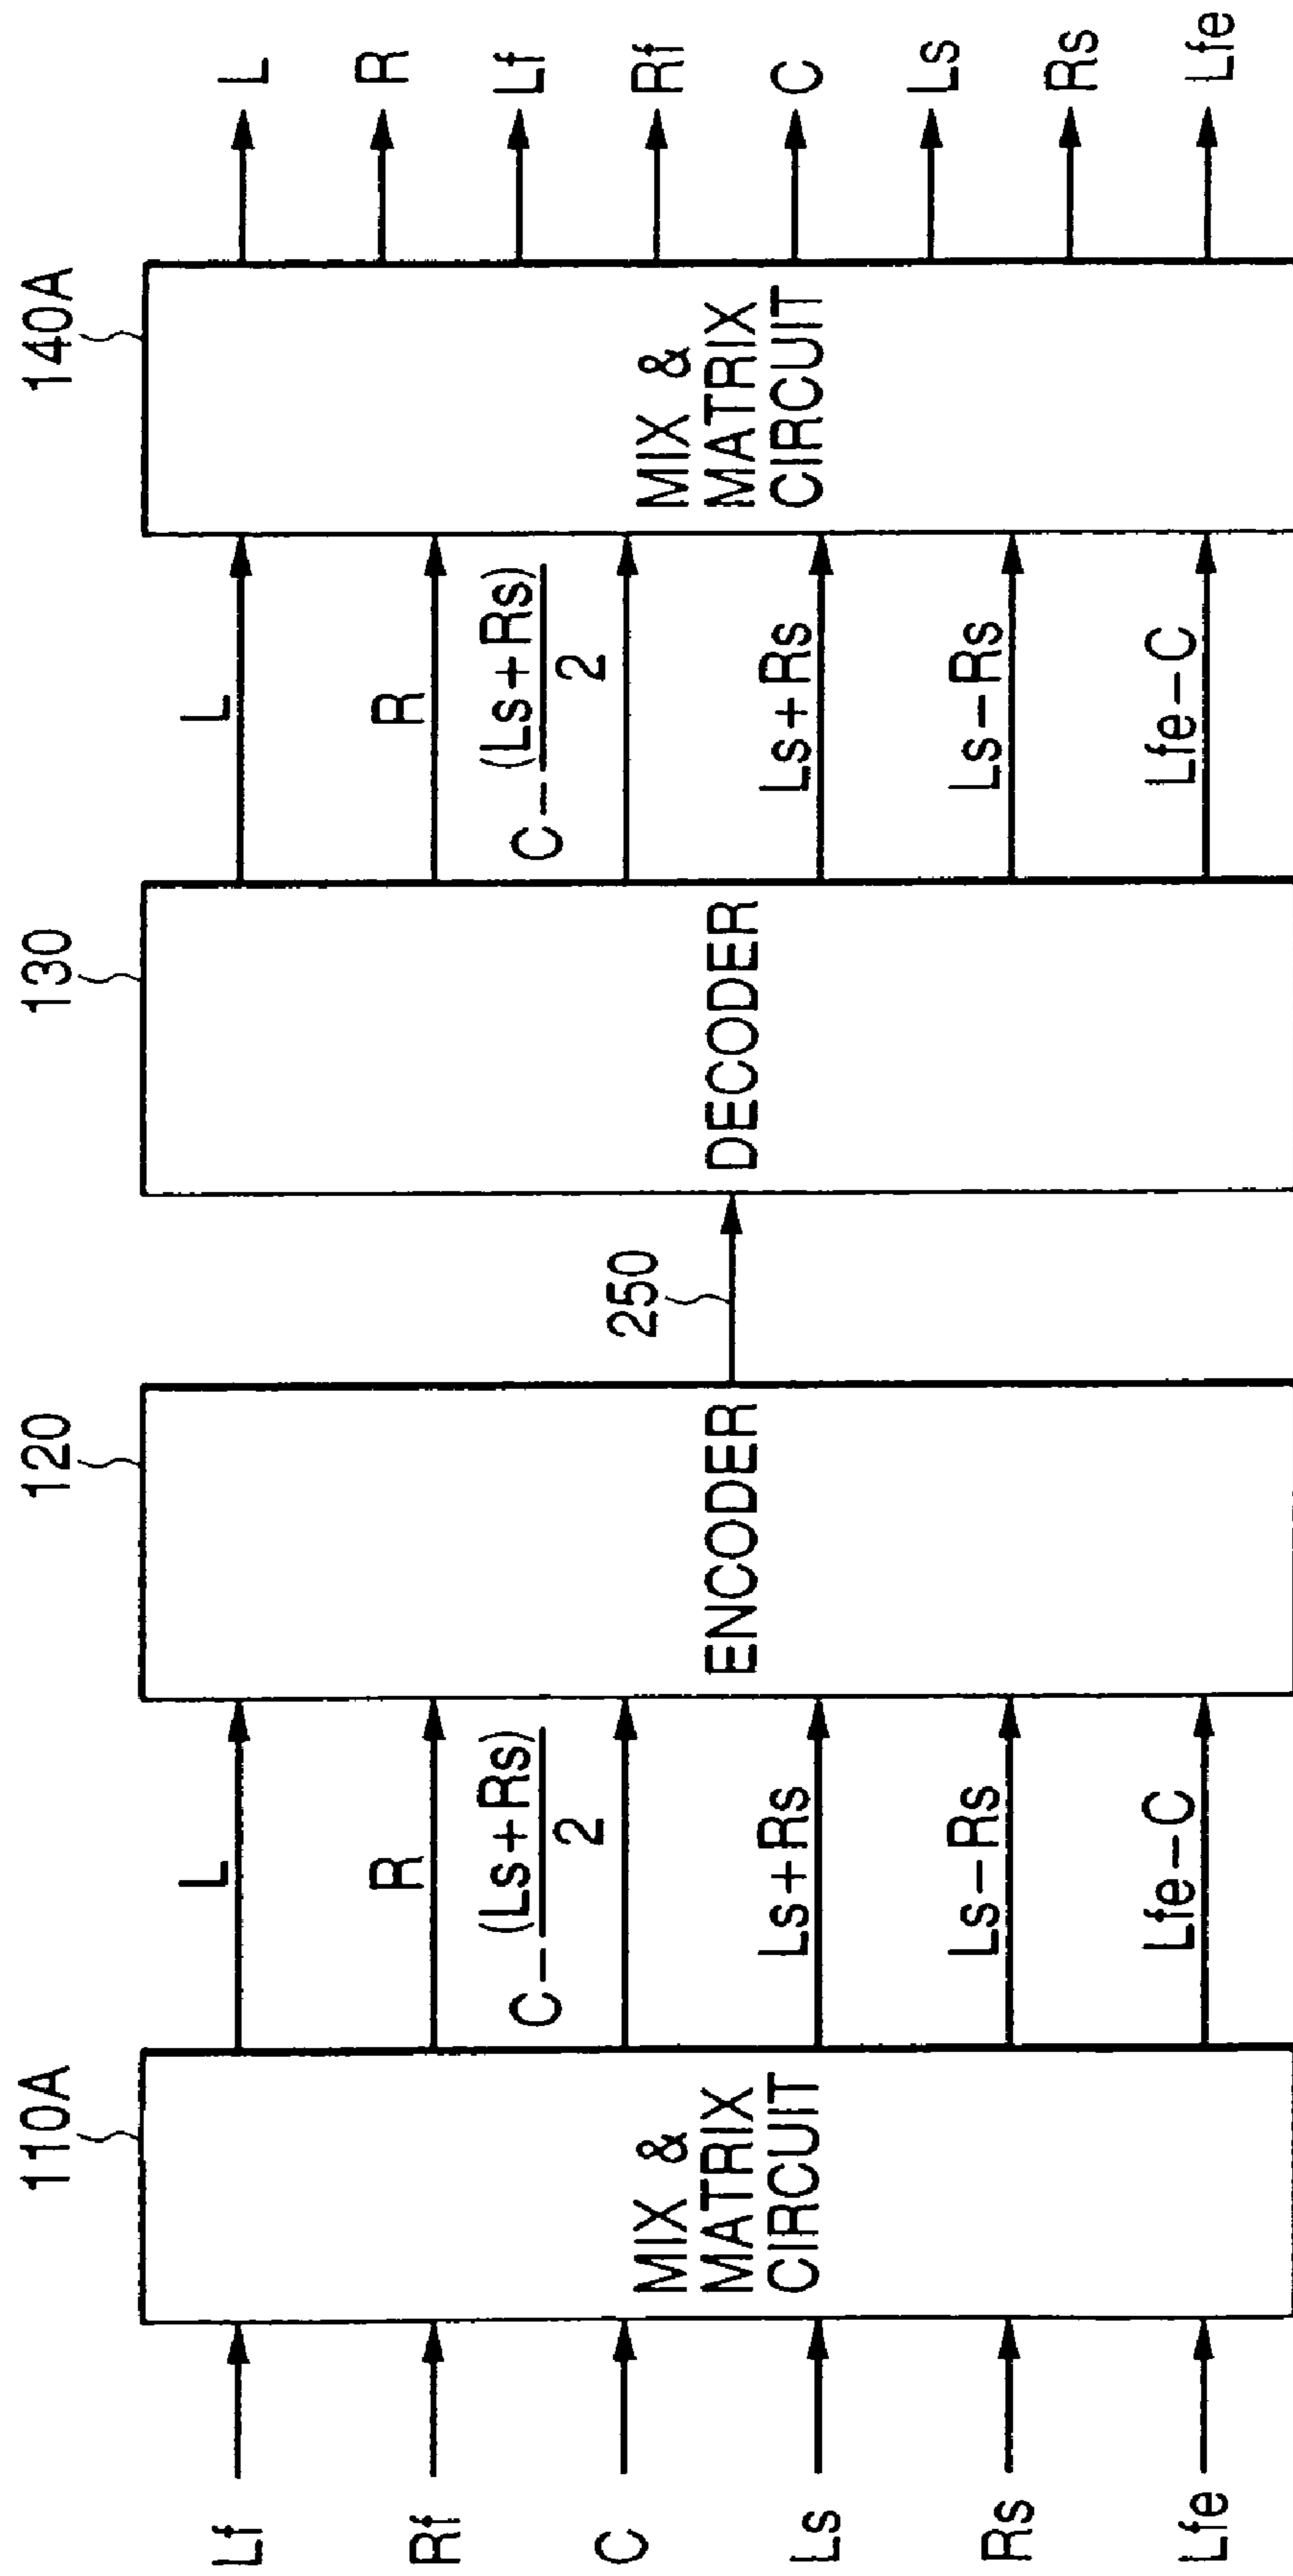 110A
120
130
140A
Lf
Rf
C
Ls
Rs
Lfe
MIX &
MATRIX
CIRCUIT
L
R
C-(Ls+Rs)
2
Ls+Rs
Ls-Rs
Lfe-C
ENCODER
250
DECODER
L
R
C-(Ls+Rs)
2
Ls+Rs
Ls-Rs
Lfe-C
MIX &
MATRIX
CIRCUIT
L
R
Lf
Rf
C
Ls
Rs
Lfe